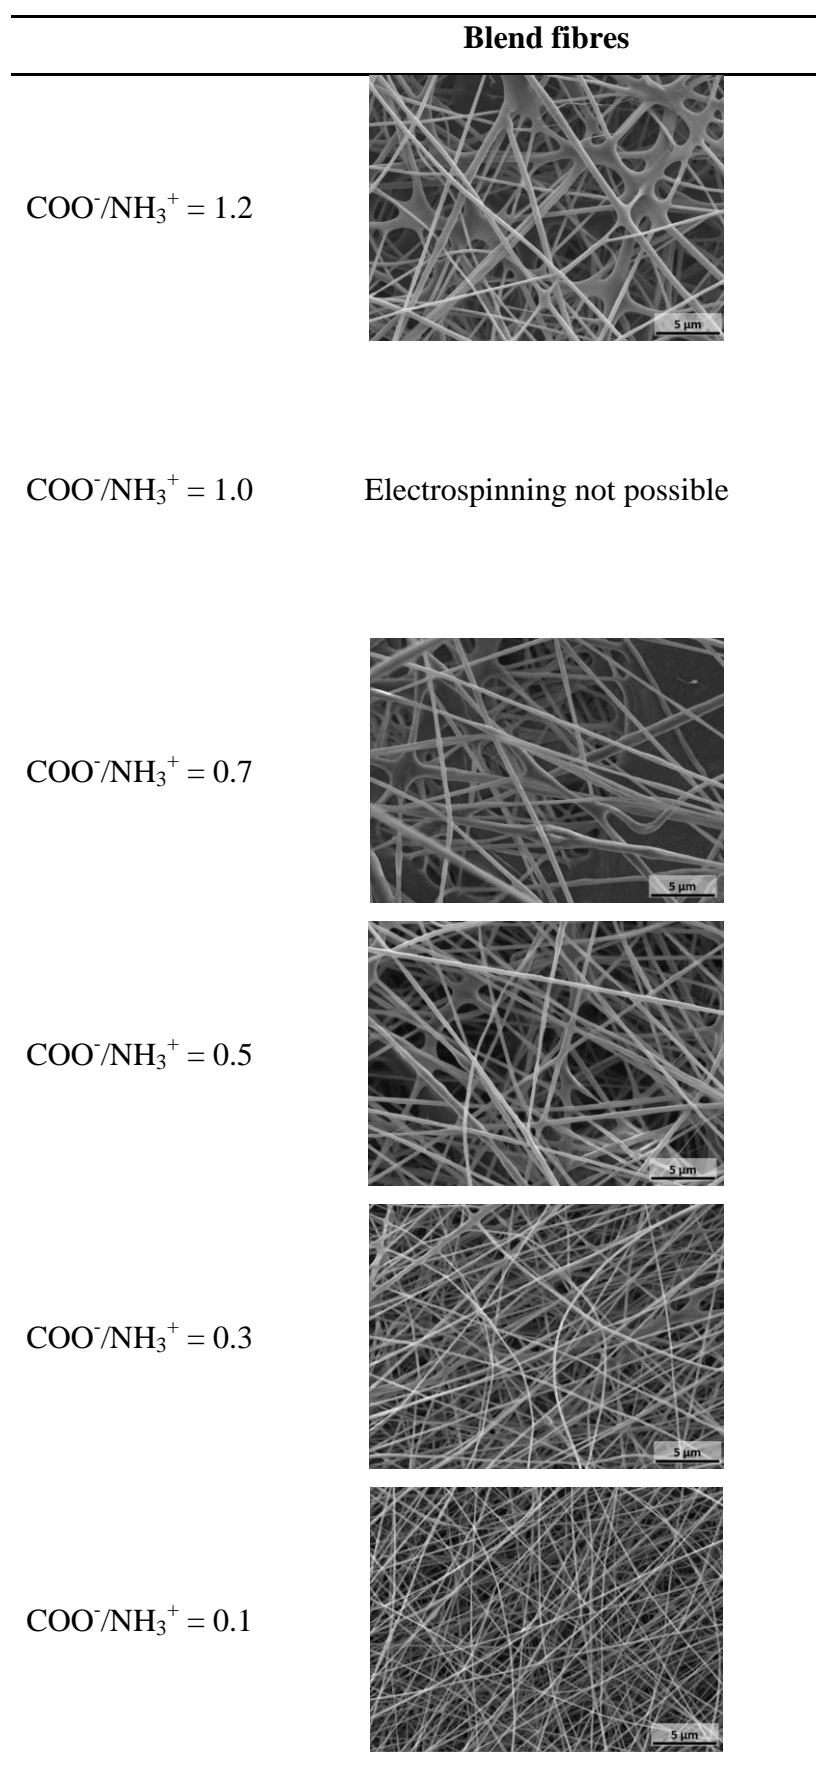 Blend fibres
5 µm
COO⁻/NH₃⁺ = 1.2
COO⁻/NH₃⁺ = 1.0 Electrospinning not possible
COO⁻/NH₃⁺ = 0.7
5 µm
COO⁻/NH₃⁺ = 0.5
5 µm
COO⁻/NH₃⁺ = 0.3
5 µm
COO⁻/NH₃⁺ = 0.1
5 µm